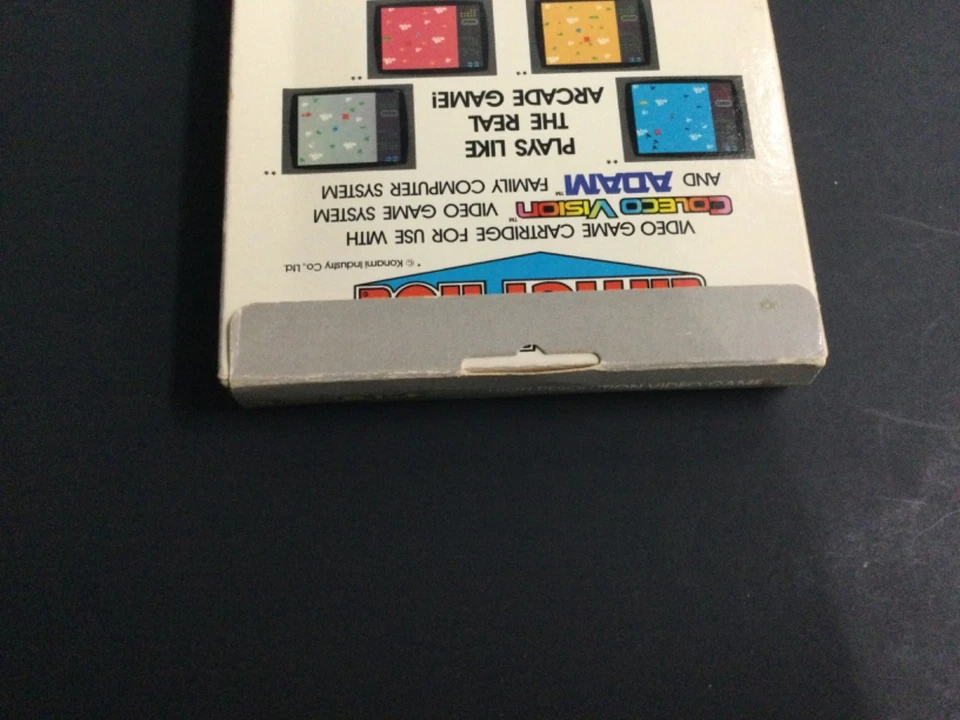 * © Konami Industry Co., Ltd.
VIDEO GAME CARTRIDGE FOR USE WITH
COLECOVISION™ VIDEO GAME SYSTEM
AND ADAM™ FAMILY COMPUTER SYSTEM
PLAYS LIKE
THE REAL
ARCADE GAME!
**
**
**
**